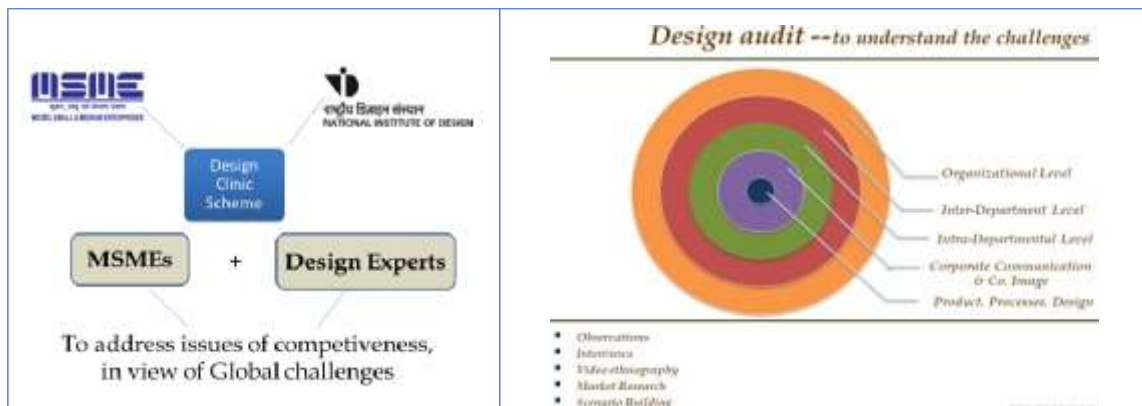 MSME
MICRO, SMALL & MEDIUM ENTERPRISES
राष्ट्रीय डिज़ाइन संस्थान
NATIONAL INSTITUTE OF DESIGN
Design
Clinic
Scheme
MSMEs + Design Experts
To address issues of competiveness,
in view of Global challenges
Design audit --to understand the challenges
Organizational Level
Inter-Department Level
Intra-Departmental Level
Corporate Communication
& Co. Image
Product, Processes, Design
Observations
Interviews
Video ethnography
Market Research
Scenario Building